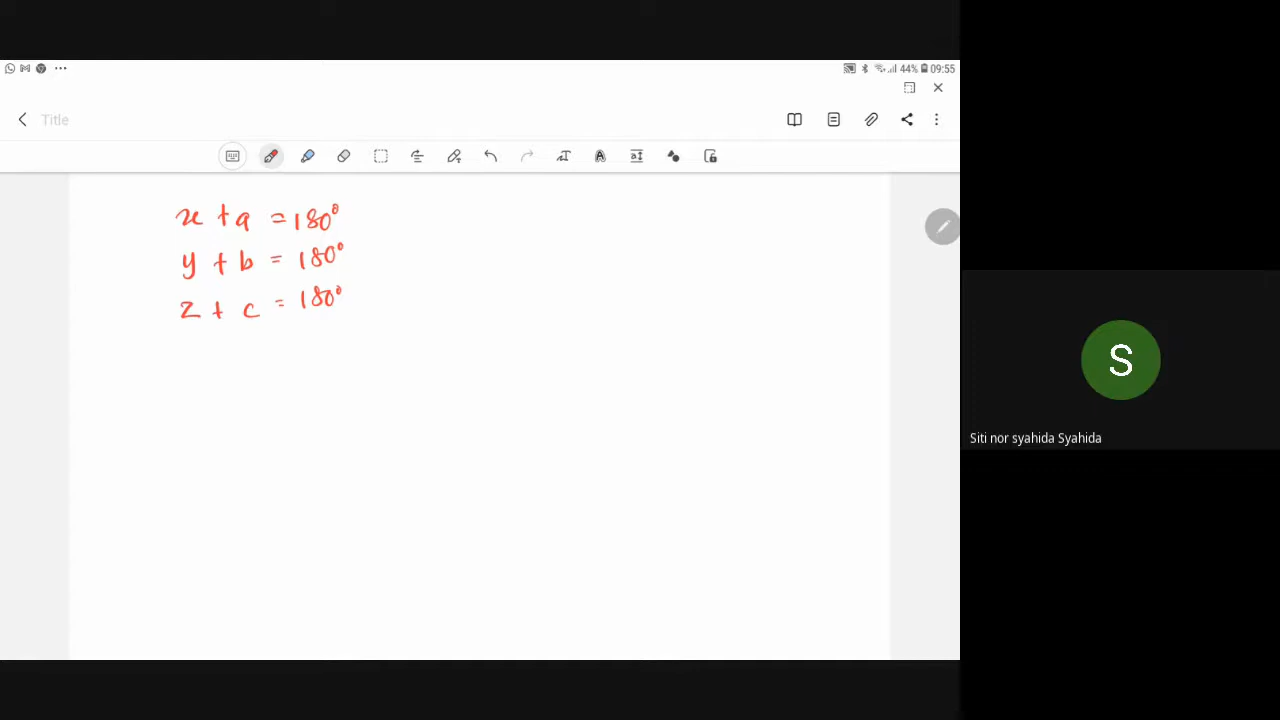 44% 09:55
Title
x + a = 180°
y + b = 180°
z + c = 180°
S
Siti nor syahida Syahida